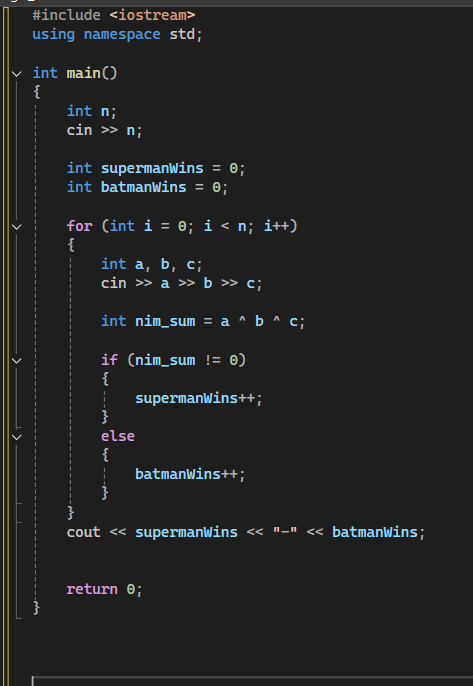 #include <iostream>
using namespace std;
int main()
{
int n;
cin >> n;
int supermanWins = 0;
int batmanWins = 0;
for (int i = 0; i < n; i++)
{
int a, b, c;
cin >> a >> b >> c;
int nim_sum = a ^ b ^ c;
if (nim_sum != 0)
{
supermanWins++;
}
else
{
batmanWins++;
}
}
cout << supermanWins << "-" << batmanWins;
return 0;
}